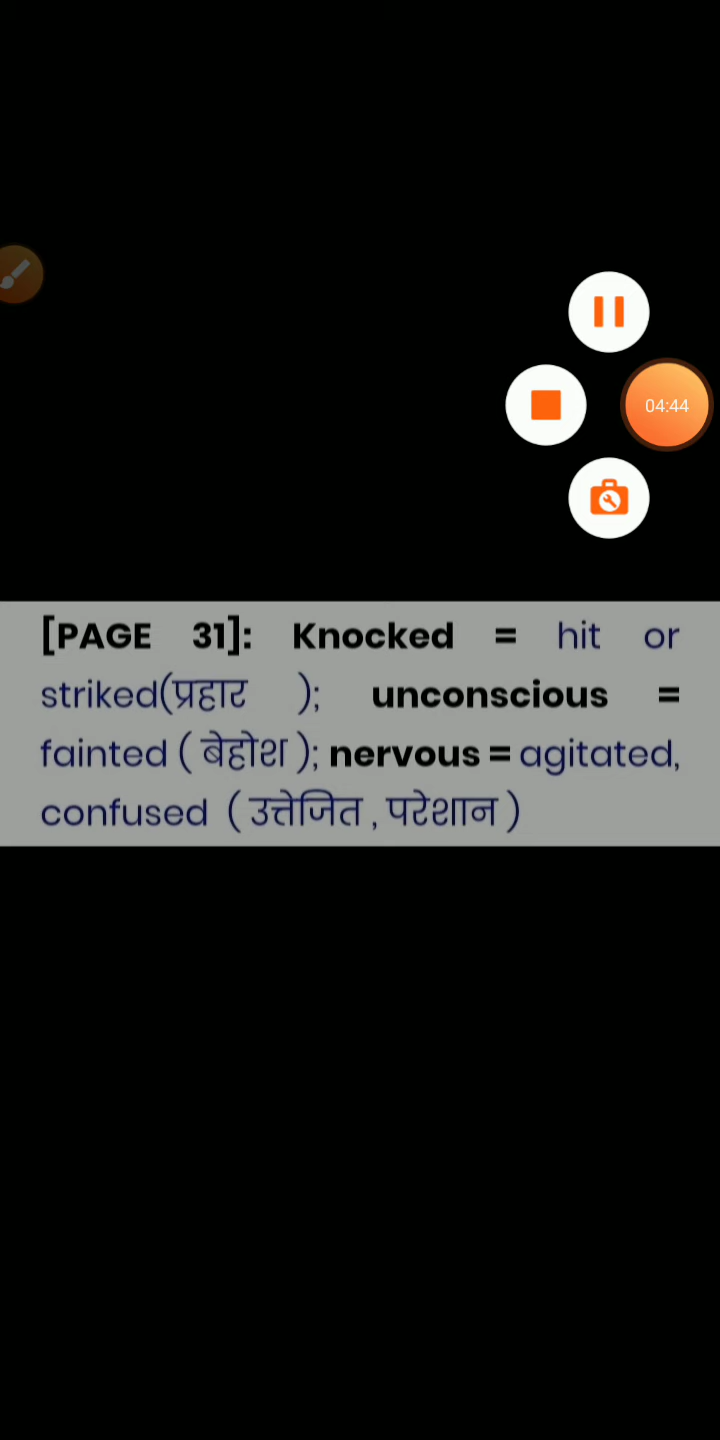 04:44
[PAGE 31]: Knocked = hit or
striked(प्रहार ); unconscious =
fainted ( बेहोश ); nervous = agitated,
confused ( उत्तेजित , परेशान )